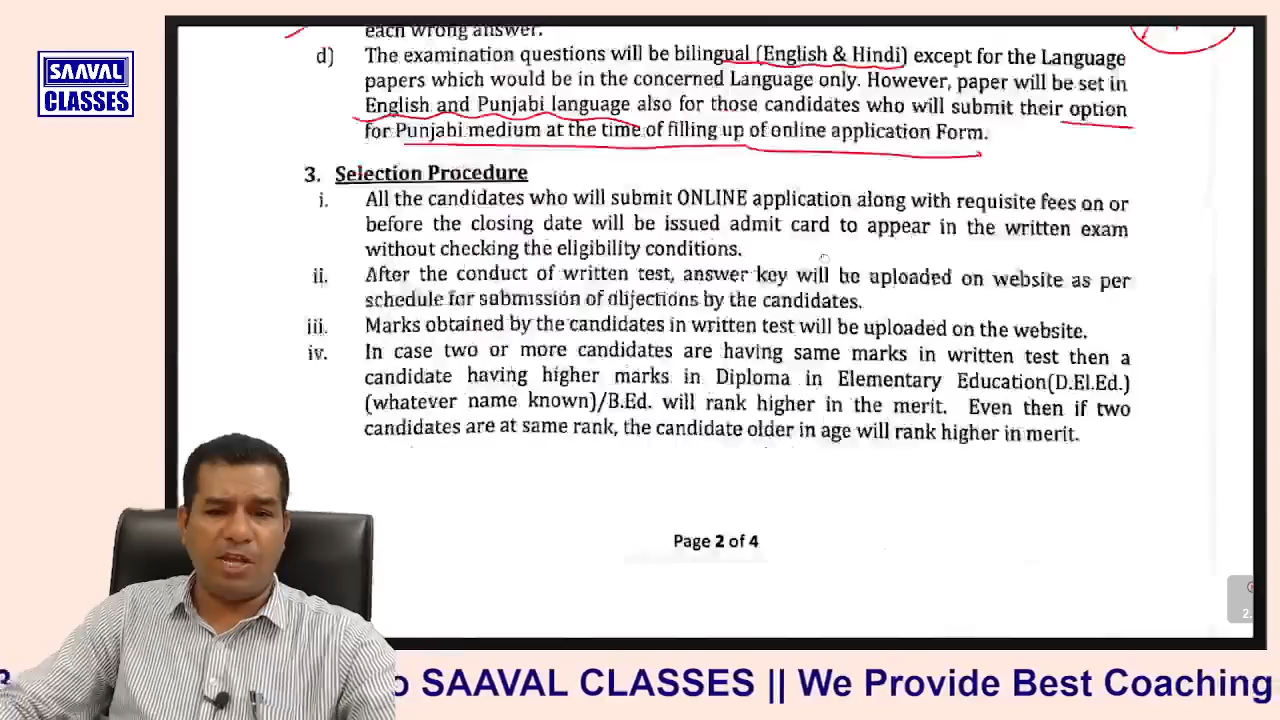 each wrong answer.
SAAVAL
CLASSES
d) The examination questions will be bilingual (English & Hindi) except for the Language
papers which would be in the concerned Language only. However, paper will be set in
English and Punjabi language also for those candidates who will submit their option
for Punjabi medium at the time of filling up of online application Form.
3. Selection Procedure
i. All the candidates who will submit ONLINE application along with requisite fees on or
before the closing date will be issued admit card to appear in the written exam
without checking the eligibility conditions.
ii. After the conduct of written test, answer key will be uploaded on website as per
schedule for submission of objections by the candidates.
iii. Marks obtained by the candidates in written test will be uploaded on the website.
iv. In case two or more candidates are having same marks in written test then a
candidate having higher marks in Diploma in Elementary Education(D.El.Ed.)
(whatever name known)/B.Ed. will rank higher in the merit. Even then if two
candidates are at same rank, the candidate older in age will rank higher in merit.
Page 2 of 4
2.
o SAAVAL CLASSES || We Provide Best Coaching